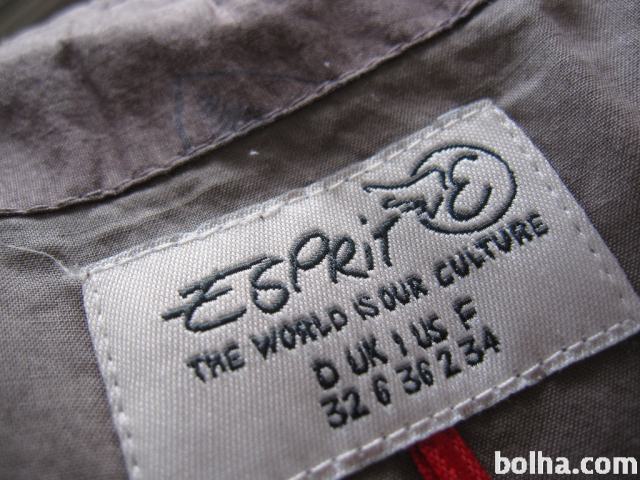 ESPRIT E
THE WORLD IS OUR CULTURE
D UK I US F
32 6 36 2 34
bolha.com